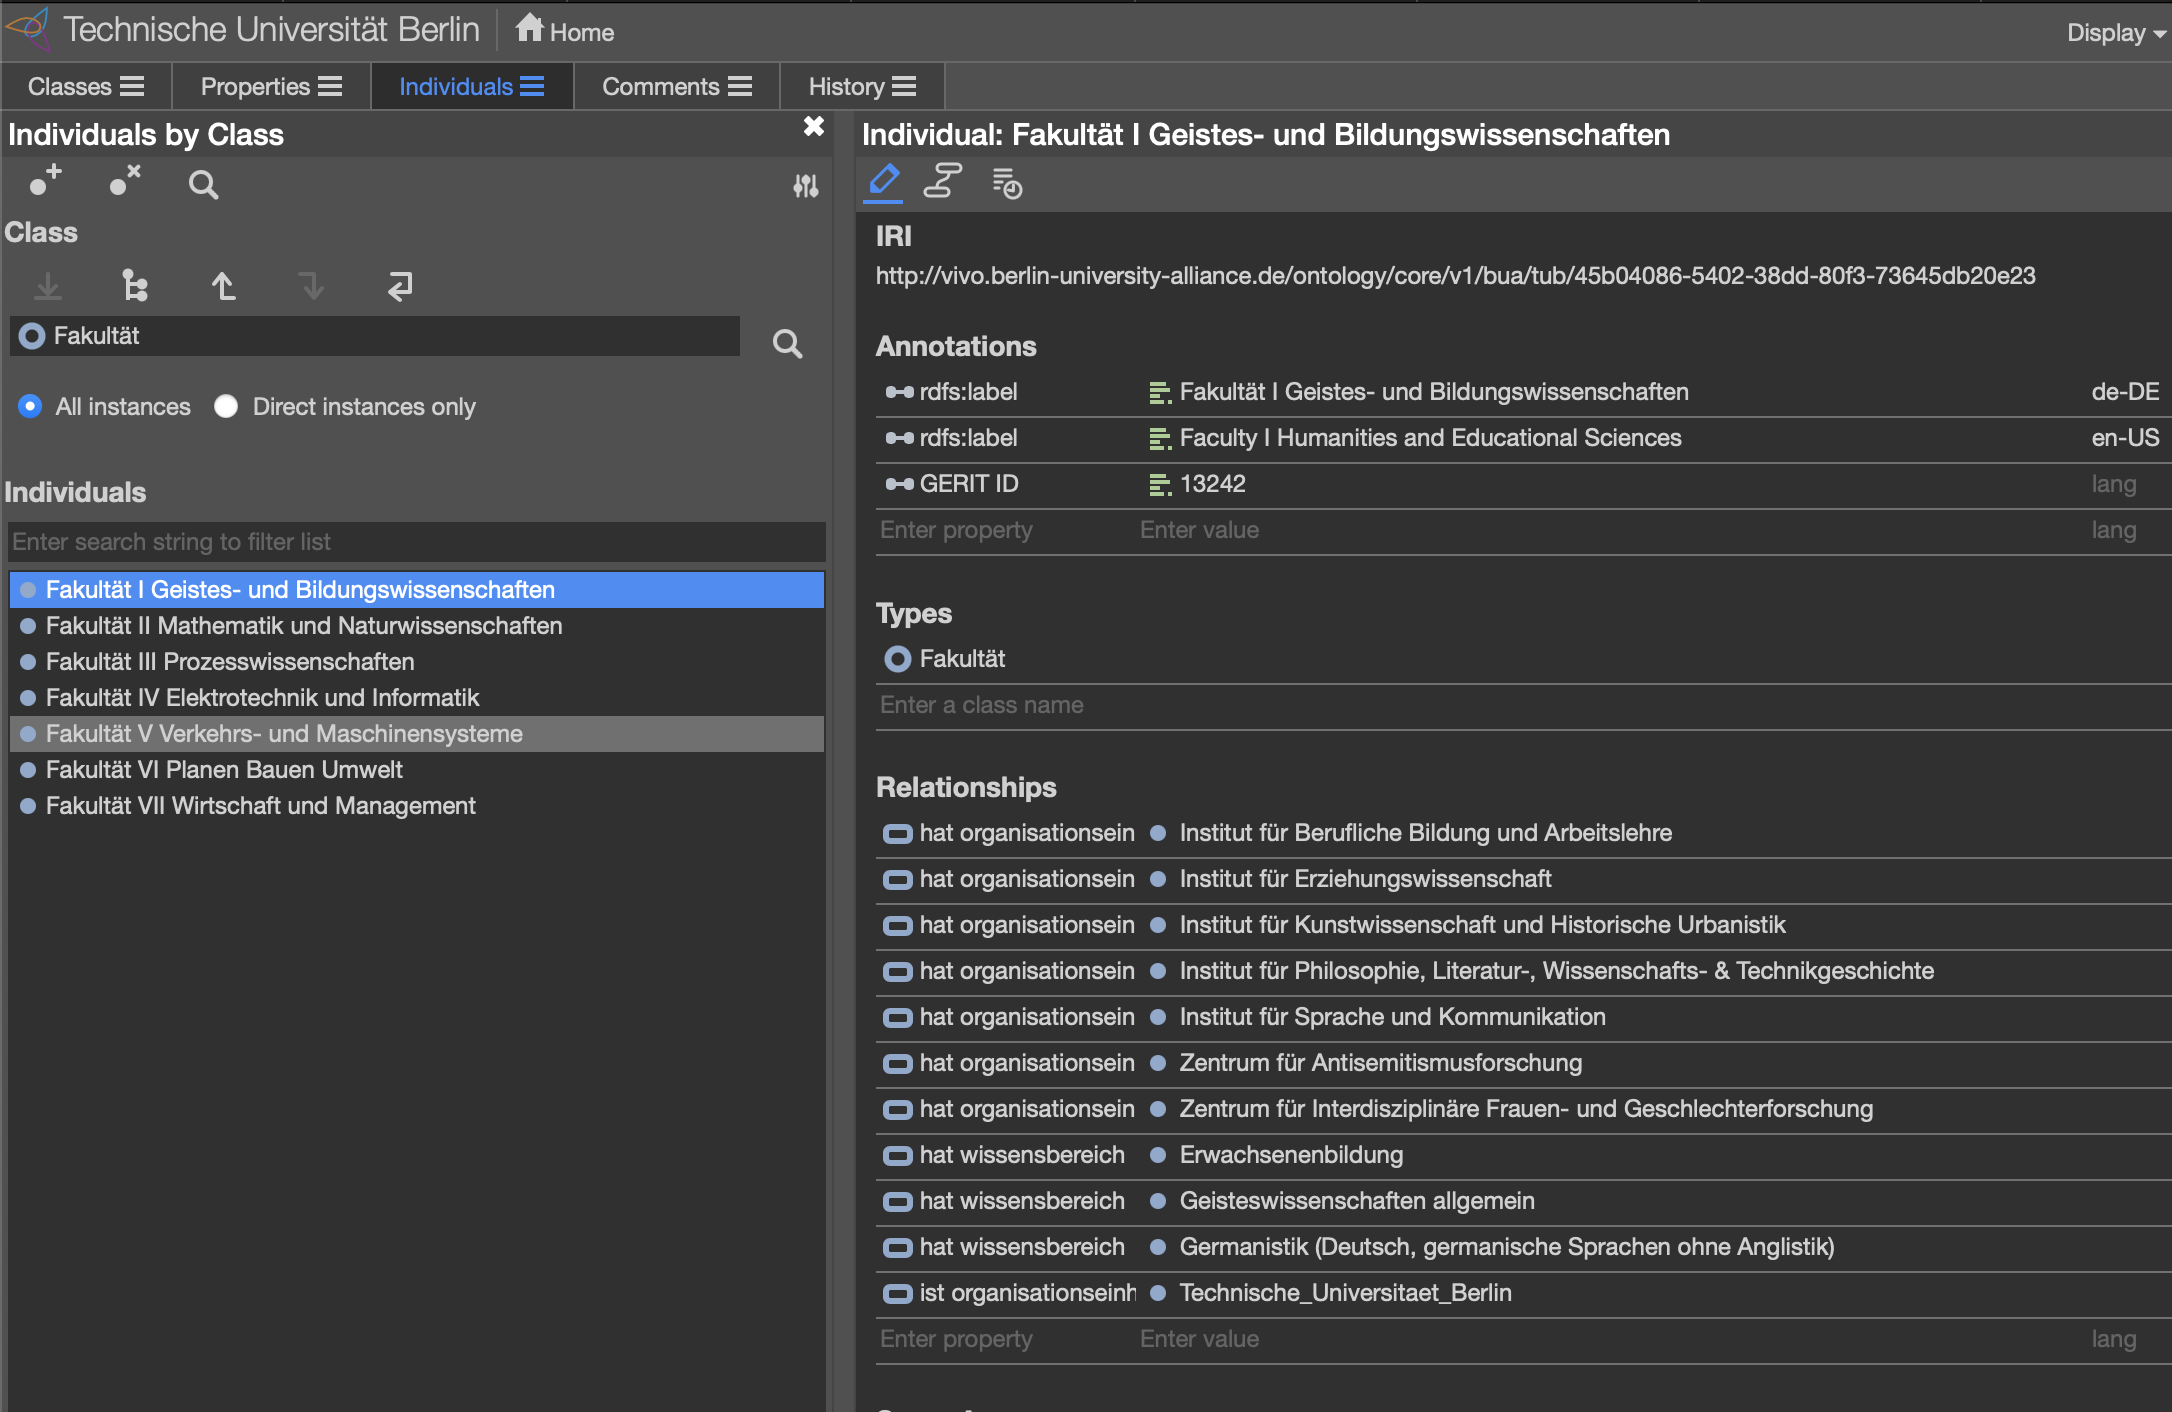 Technische Universität Berlin
Home
Display
Classes
Properties
Individuals
Comments
History
Individuals by Class
Class
Fakultät
All instances
Direct instances only
Individuals
Enter search string to filter list
Fakultät I Geistes- und Bildungswissenschaften
Fakultät II Mathematik und Naturwissenschaften
Fakultät III Prozesswissenschaften
Fakultät IV Elektrotechnik und Informatik
Fakultät V Verkehrs- und Maschinensysteme
Fakultät VI Planen Bauen Umwelt
Fakultät VII Wirtschaft und Management
Individual: Fakultät I Geistes- und Bildungswissenschaften
IRI
http://vivo.berlin-university-alliance.de/ontology/core/v1/bua/tub/45b04086-5402-38dd-80f3-73645db20e23
Annotations
rdfs:label Fakultät I Geistes- und Bildungswissenschaften de-DE
rdfs:label Faculty I Humanities and Educational Sciences en-US
GERIT ID 13242 lang
Enter property Enter value lang
Types
Fakultät
Enter a class name
Relationships
hat organisationsein Institut für Berufliche Bildung und Arbeitslehre
hat organisationsein Institut für Erziehungswissenschaft
hat organisationsein Institut für Kunstwissenschaft und Historische Urbanistik
hat organisationsein Institut für Philosophie, Literatur-, Wissenschafts- & Technikgeschichte
hat organisationsein Institut für Sprache und Kommunikation
hat organisationsein Zentrum für Antisemitismusforschung
hat organisationsein Zentrum für Interdisziplinäre Frauen- und Geschlechterforschung
hat wissensbereich Erwachsenenbildung
hat wissensbereich Geisteswissenschaften allgemein
hat wissensbereich Germanistik (Deutsch, germanische Sprachen ohne Anglistik)
ist organisationseinh Technische_Universitaet_Berlin
Enter property Enter value lang